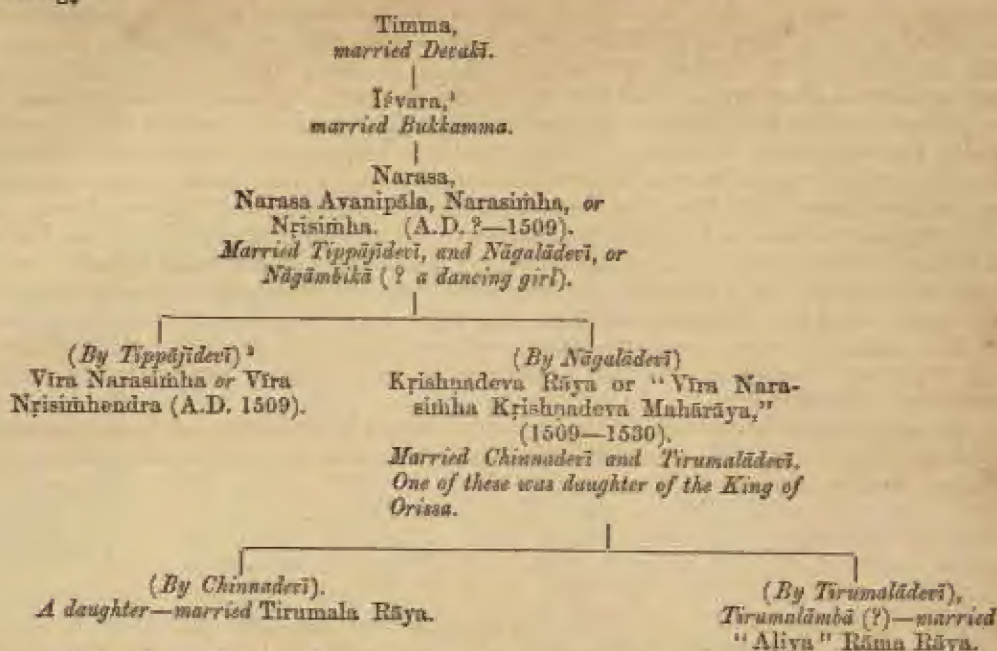 Timma,
married Devakī.
Īśvara,¹
married Bukkamma.
Narasa,
Narasa Avanipāla, Narasiṁha, or
Nṛisiṁha. (A.D. ?—1509).
Married Tippājīdevī, and Nāgalādevī, or
Nāgāmbikā (? a dancing girl).
(By Tippājīdevī) ²
Vīra Narasiṁha or Vīra
Nṛisiṁhendra (A.D. 1509).
(By Nāgalādevī)
Kṛishṇadeva Rāya or “Vīra Nara-
siṁha Kṛishṇadeva Mahārāya,”
(1509—1530).
Married Chinnadevī and Tirumalādevī.
One of these was daughter of the King of
Orissa.
(By Chinnadevī).
A daughter—married Tirumala Rāya.
(By Tirumalādevī),
Tirumalāmbā (?)—married
“Aliya” Rāma Rāya.